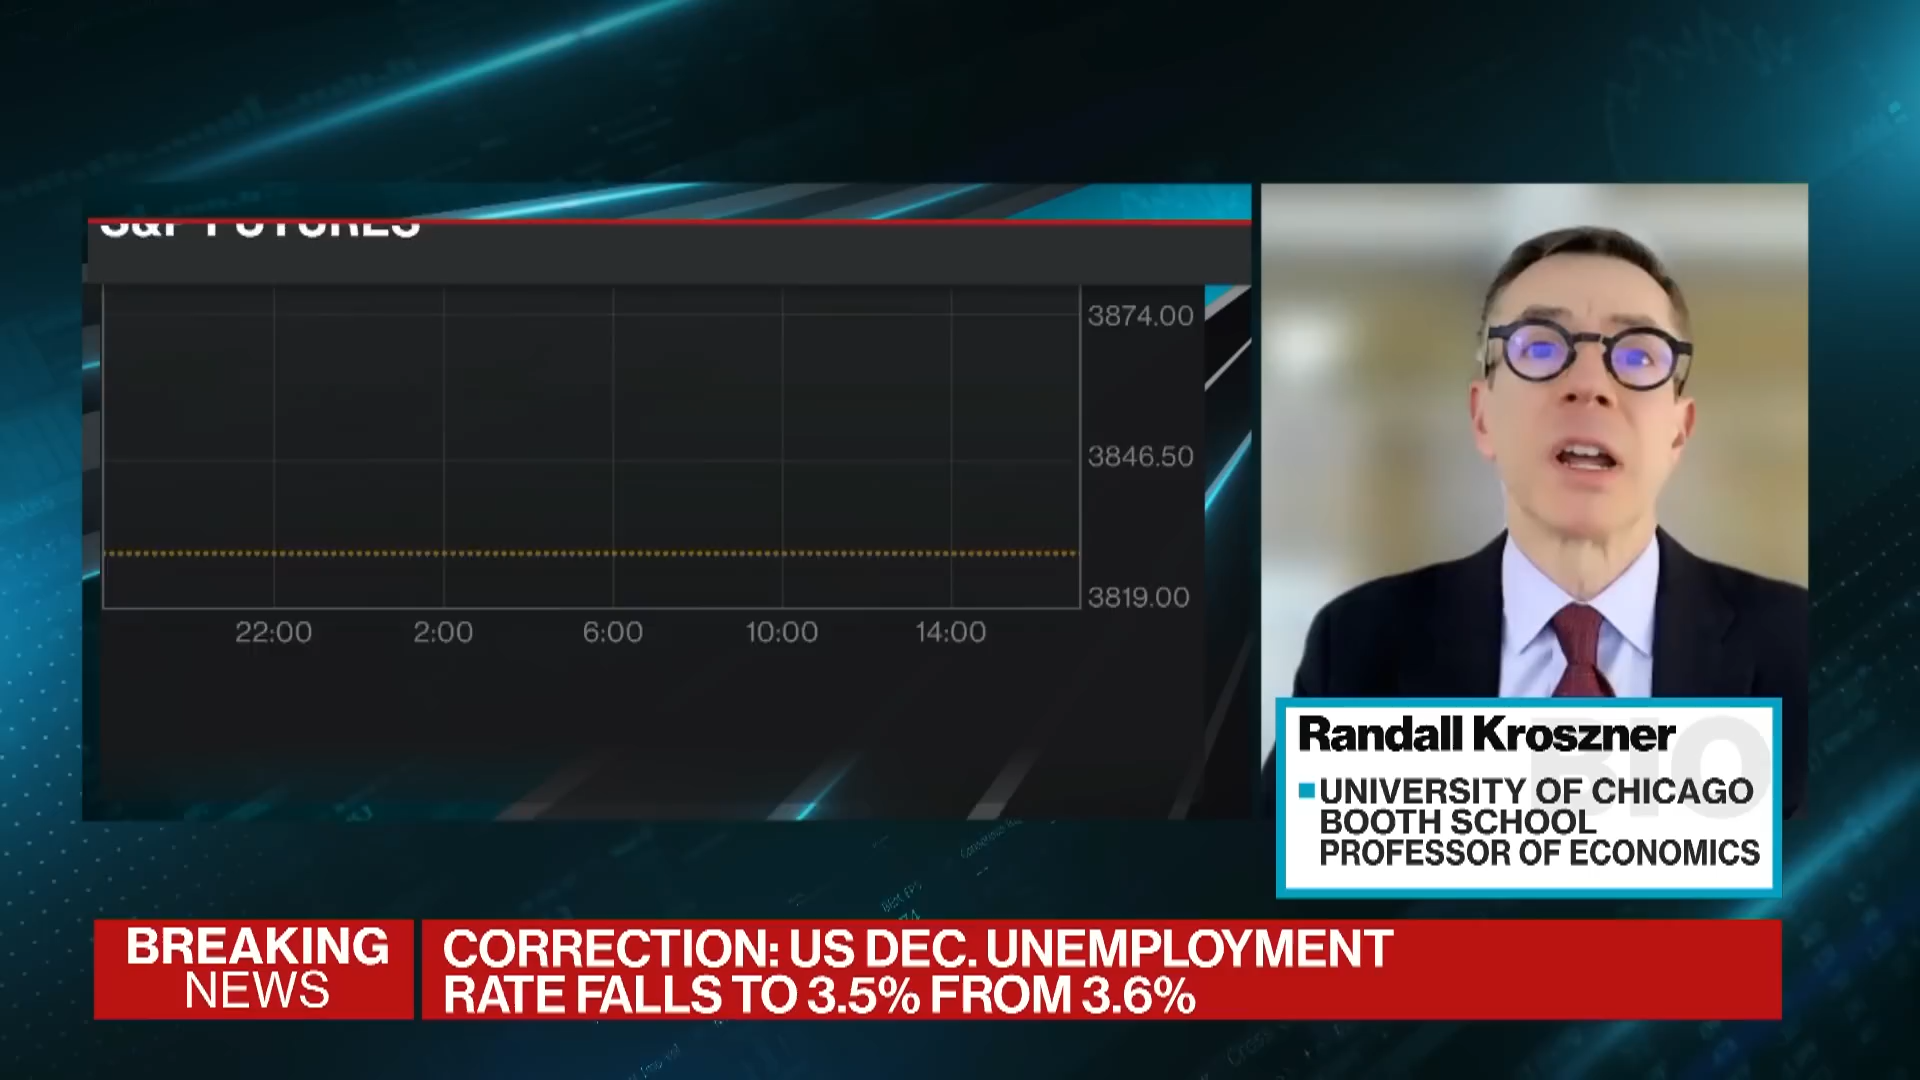 S&P FUTURES
3874.00
3846.50
3819.00
22:00 2:00 6:00 10:00 14:00
Randall Kroszner
BIO
UNIVERSITY OF CHICAGO
BOOTH SCHOOL
PROFESSOR OF ECONOMICS
BREAKING
NEWS
CORRECTION: US DEC. UNEMPLOYMENT
RATE FALLS TO 3.5% FROM 3.6%